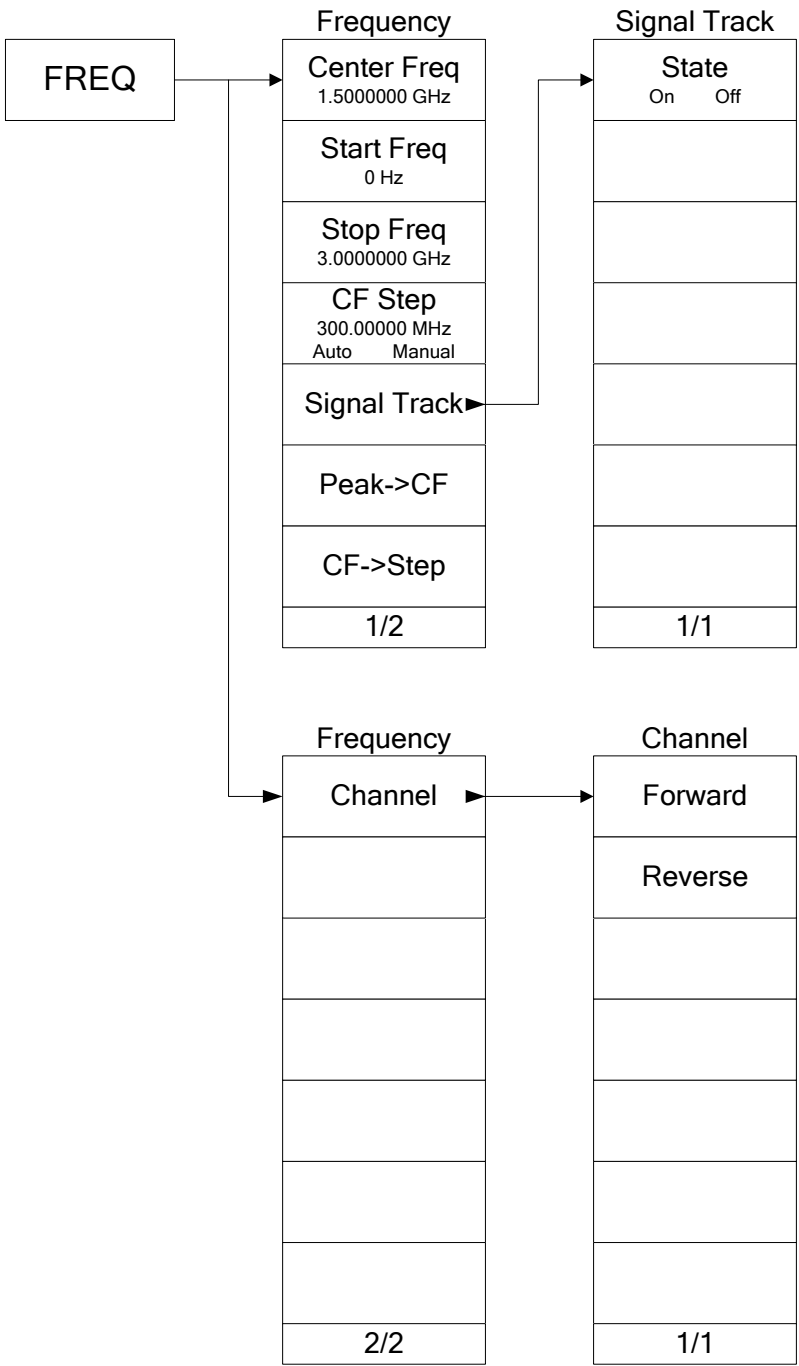 FREQ
Frequency
Center Freq
1.5000000 GHz
Start Freq
0 Hz
Stop Freq
3.0000000 GHz
CF Step
300.00000 MHz
Auto Manual
Signal Track
Peak->CF
CF->Step
1/2
Signal Track
State
On Off
1/1
Frequency
Channel
2/2
Channel
Forward
Reverse
1/1